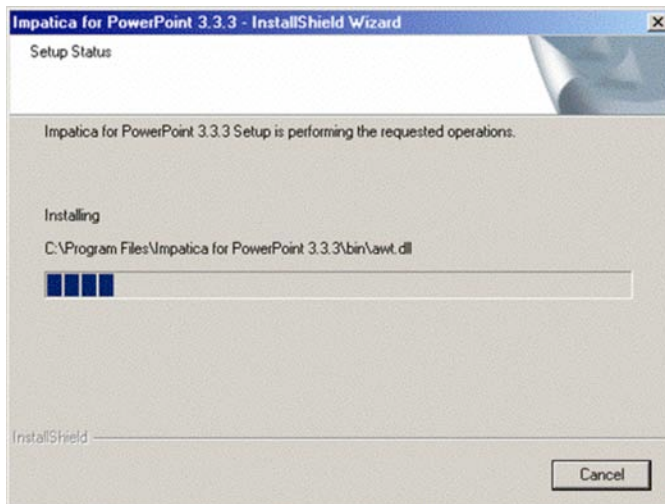 Impatica for PowerPoint 3.3.3 - InstallShield Wizard
Setup Status
Impatica for PowerPoint 3.3.3 Setup is performing the requested operations.
Installing
C:\Program Files\Impatica for PowerPoint 3.3.3\bin\awt.dll
InstallShield
Cancel